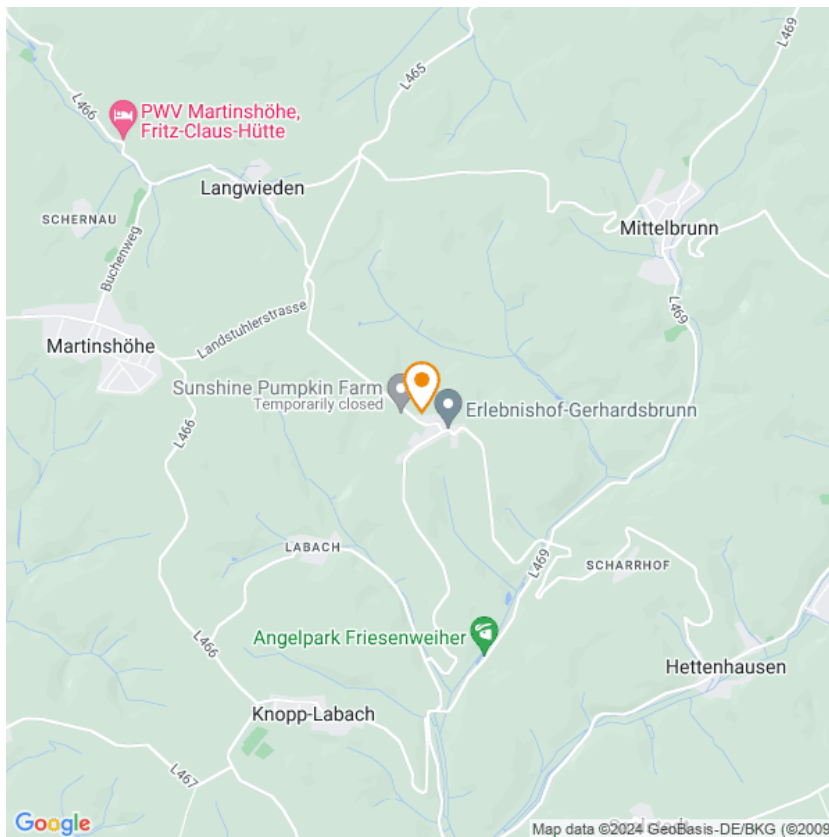 L469
L466
L465
PWV Martinshöhe,
Fritz-Claus-Hütte
Langwieden
SCHERNAU
Mittelbrunn
Buchenweg
L469
Landstuhlerstrasse
Martinshöhe
Sunshine Pumpkin Farm
Temporarily closed
Erlebnishof-Gerhardsbrunn
L466
LABACH
L469
SCHARRHOF
Angelpark Friesenweiher
L466
Hettenhausen
Knopp-Labach
L467
Google
Map data ©2024 GeoBasis-DE/BKG (©2009